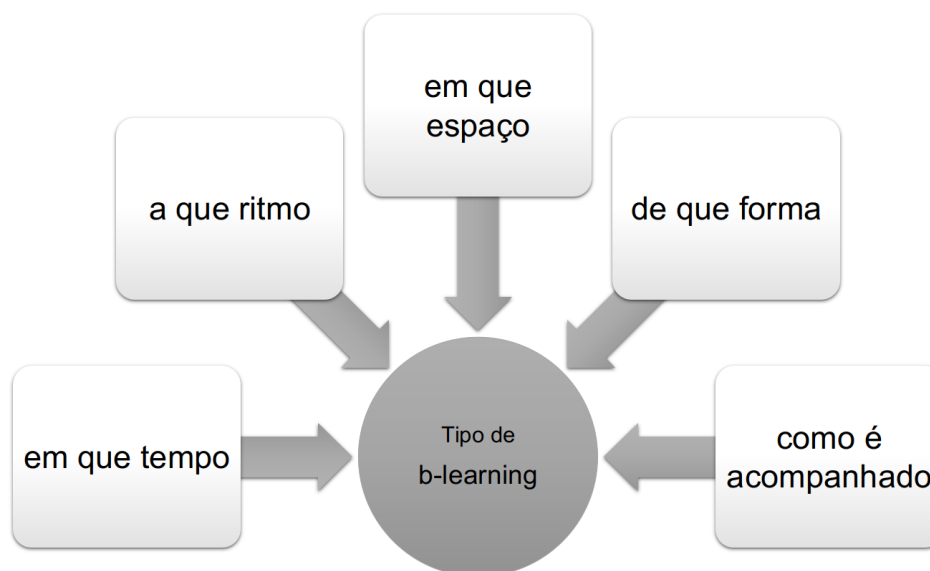 em que
espaço
a que ritmo
de que forma
em que tempo
Tipo de
b-learning
como é
acompanhado